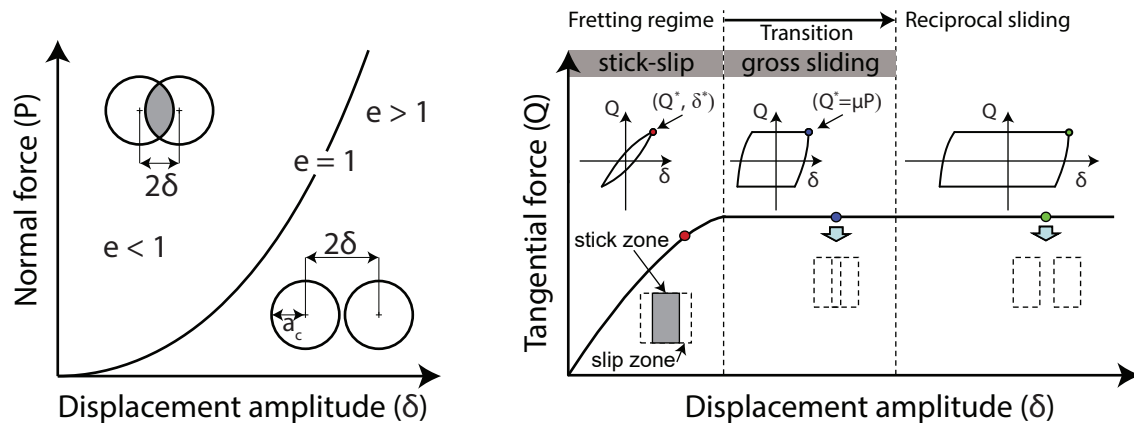 Normal force (P)
e > 1
e = 1
2δ
e < 1
2δ
a_c
Displacement amplitude (δ)
Fretting regime
Transition
Reciprocal sliding
stick-slip
gross sliding
Tangential force (Q)
Q
(Q*, δ*)
δ
Q
(Q*=μP)
δ
Q
δ
stick zone
slip zone
Displacement amplitude (δ)